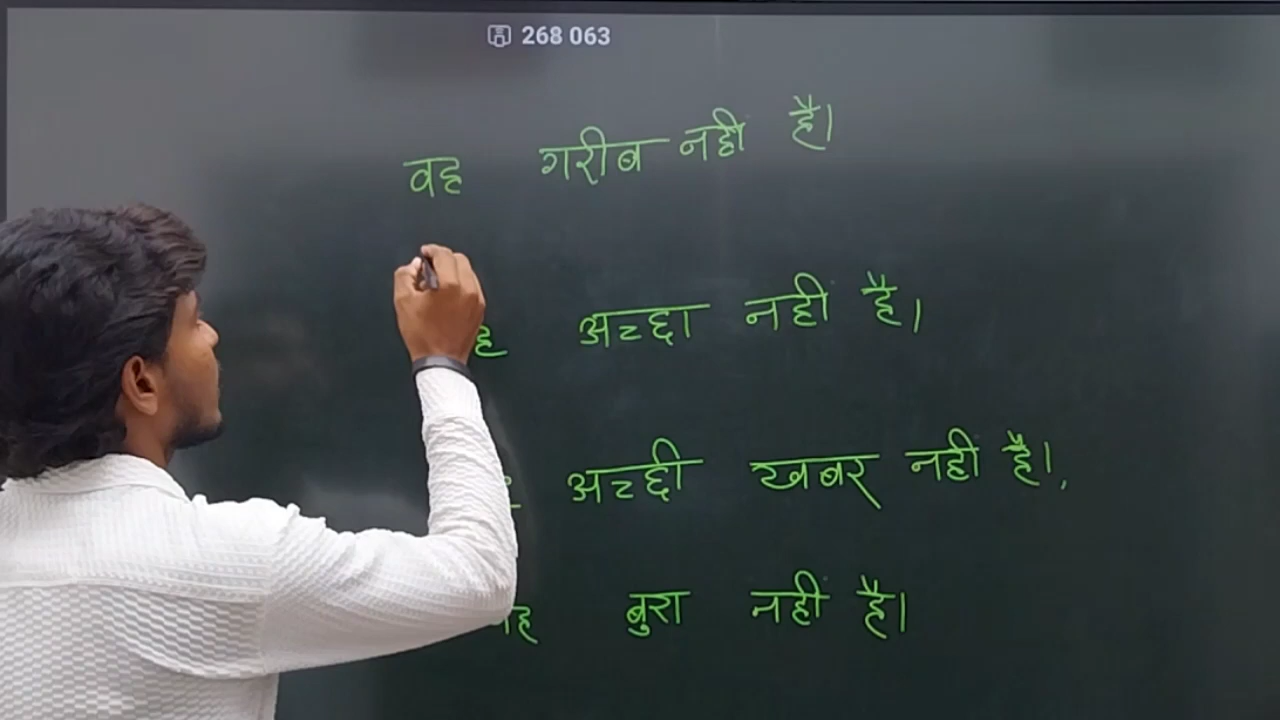 268 063
वह गरीब नही है।
अच्छा नही है।
अच्छी खबर नही है।
बुरा नही है।